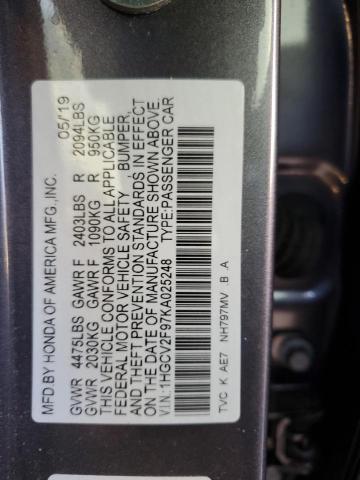 MFD BY HONDA OF AMERICA MFG.,INC. 05/19
GVWR 4475LBS GAWR F 2403LBS R 2094LBS
GVWR 2030KG GAWR F 1090KG R 950KG
THIS VEHICLE CONFORMS TO ALL APPLICABLE
FEDERAL MOTOR VEHICLE SAFETY , BUMPER,
AND THEFT PREVENTION STANDARDS IN EFFECT
ON THE DATE OF MANUFACTURE SHOWN ABOVE.
V.I.N.:1HGCV2F97KA025248 TYPE:PASSENGER CAR
TVC K AE7 NH797MV .B .A